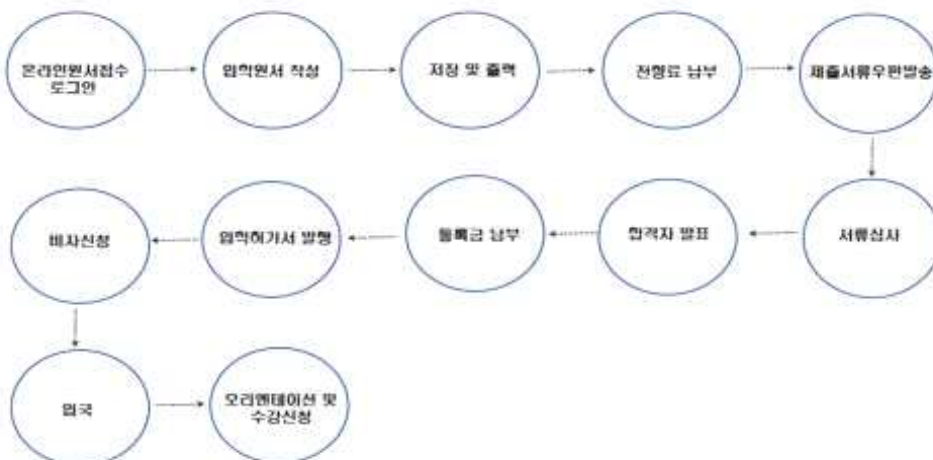 온라인원서접수
로그인
입학원서 작성
저장 및 출력
전형료 납부
제출서류우편발송
서류심사
합격자 발표
등록금 납부
입학허가서 발행
비자신청
입국
오리엔테이션 및
수강신청